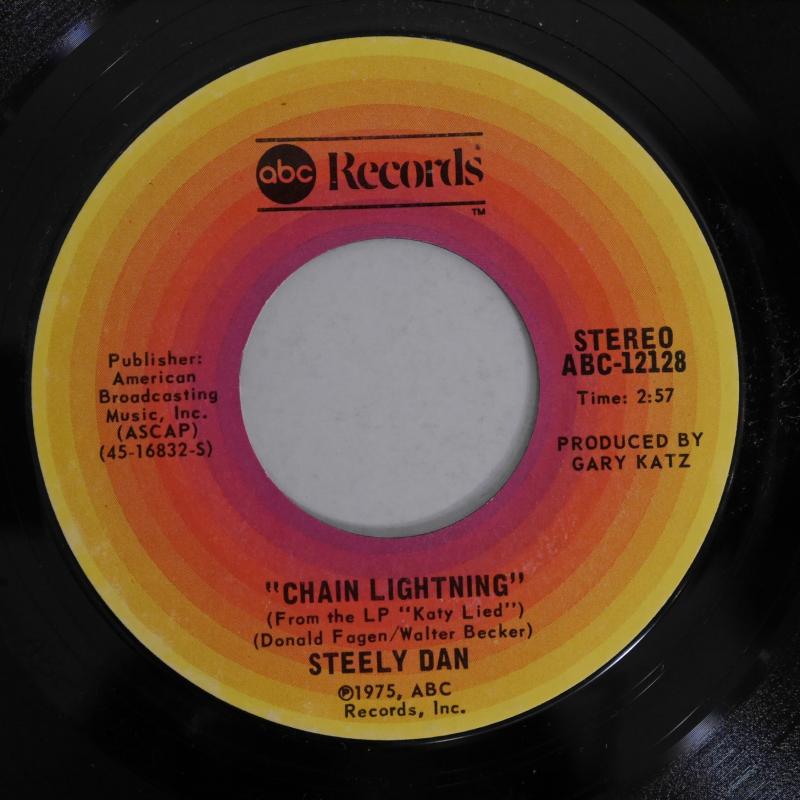 abc Records
TM
Publisher:
American
Broadcasting
Music, Inc.
(ASCAP)
(45-16832-S)
STEREO
ABC-12128
Time: 2:57
PRODUCED BY
GARY KATZ
"CHAIN LIGHTNING"
(From the LP "Katy Lied")
(Donald Fagen/Walter Becker)
STEELY DAN
℗1975, ABC
Records, Inc.